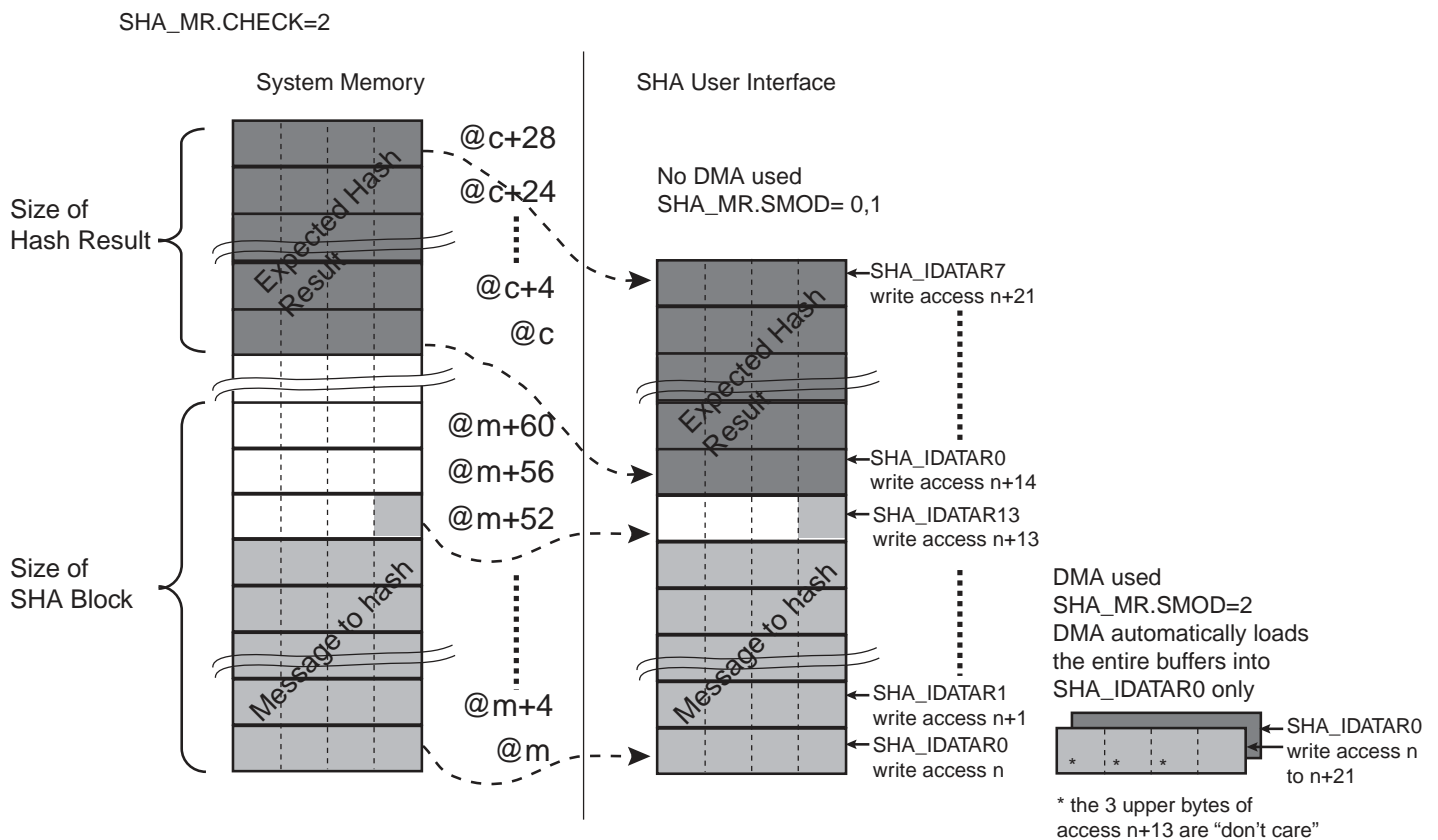 SHA_MR.CHECK=2
System Memory
SHA User Interface
Size of
Hash Result
Expected Hash
Result
@c+28
@c+24
@c+4
@c
@m+60
@m+56
@m+52
@m+4
@m
Size of
SHA Block
Message to hash
No DMA used
SHA_MR.SMOD= 0,1
Expected Hash
Result
Message to hash
SHA_IDATAR7
write access n+21
SHA_IDATAR0
write access n+14
SHA_IDATAR13
write access n+13
SHA_IDATAR1
write access n+1
SHA_IDATAR0
write access n
DMA used
SHA_MR.SMOD=2
DMA automatically loads
the entire buffers into
SHA_IDATAR0 only
* * *
SHA_IDATAR0
write access n
to n+21
* the 3 upper bytes of
access n+13 are “don’t care”